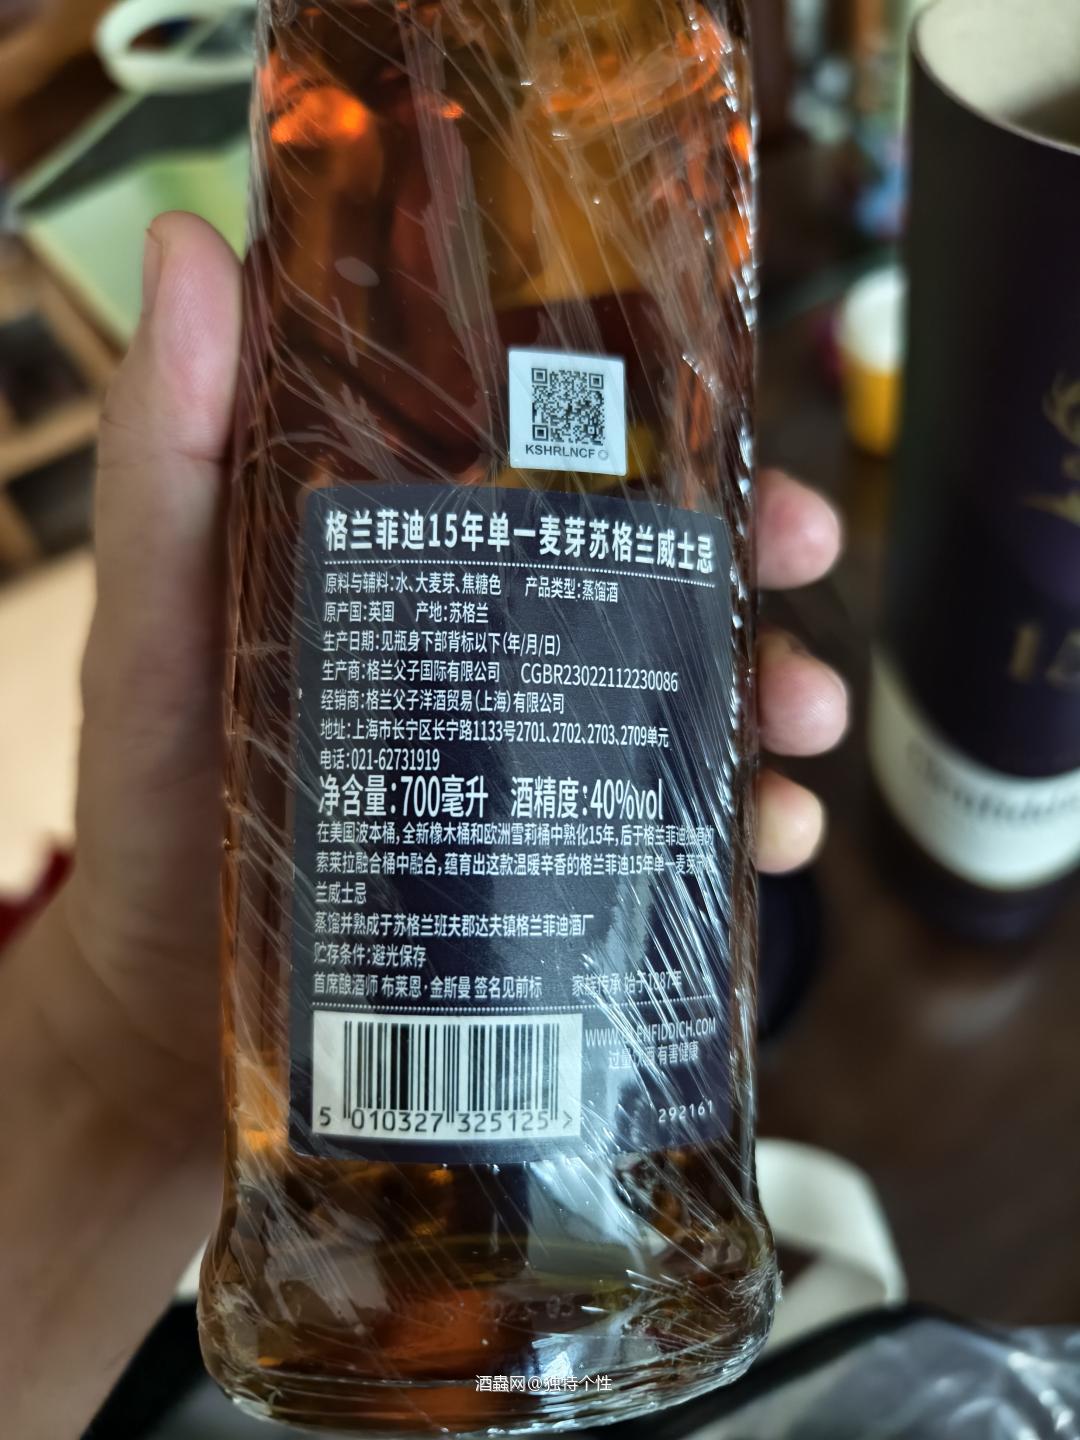 KSHRLNCF
格兰菲迪15年单一麦芽苏格兰威士忌
原料与辅料:水、大麦芽、焦糖色 产品类型:蒸馏酒
原产国:英国 产地:苏格兰
生产日期:见瓶身下部背标以下(年/月/日)
生产商:格兰父子国际有限公司 CGBR23022112230086
经销商:格兰父子洋酒贸易(上海)有限公司
地址:上海市长宁区长宁路1133号2701、2702、2703、2709单元
电话:021-62731919
净含量:700毫升 酒精度:40%vol
在美国波本桶,全新橡木桶和欧洲雪莉桶中熟化15年,后于格兰菲迪独有的
索莱拉融合桶中融合,蕴育出这款温暖辛香的格兰菲迪15年单一麦芽苏格
兰威士忌
蒸馏并熟成于苏格兰班夫郡达夫镇格兰菲迪酒厂
贮存条件:避光保存
首席酿酒师 布莱恩·金斯曼 签名见前标 家族传承 始于1887年
WWW.GLENFIDDICH.COM
过量饮酒 有害健康
5 010327 325125 >
292161
15
酒蟲网@独特个性